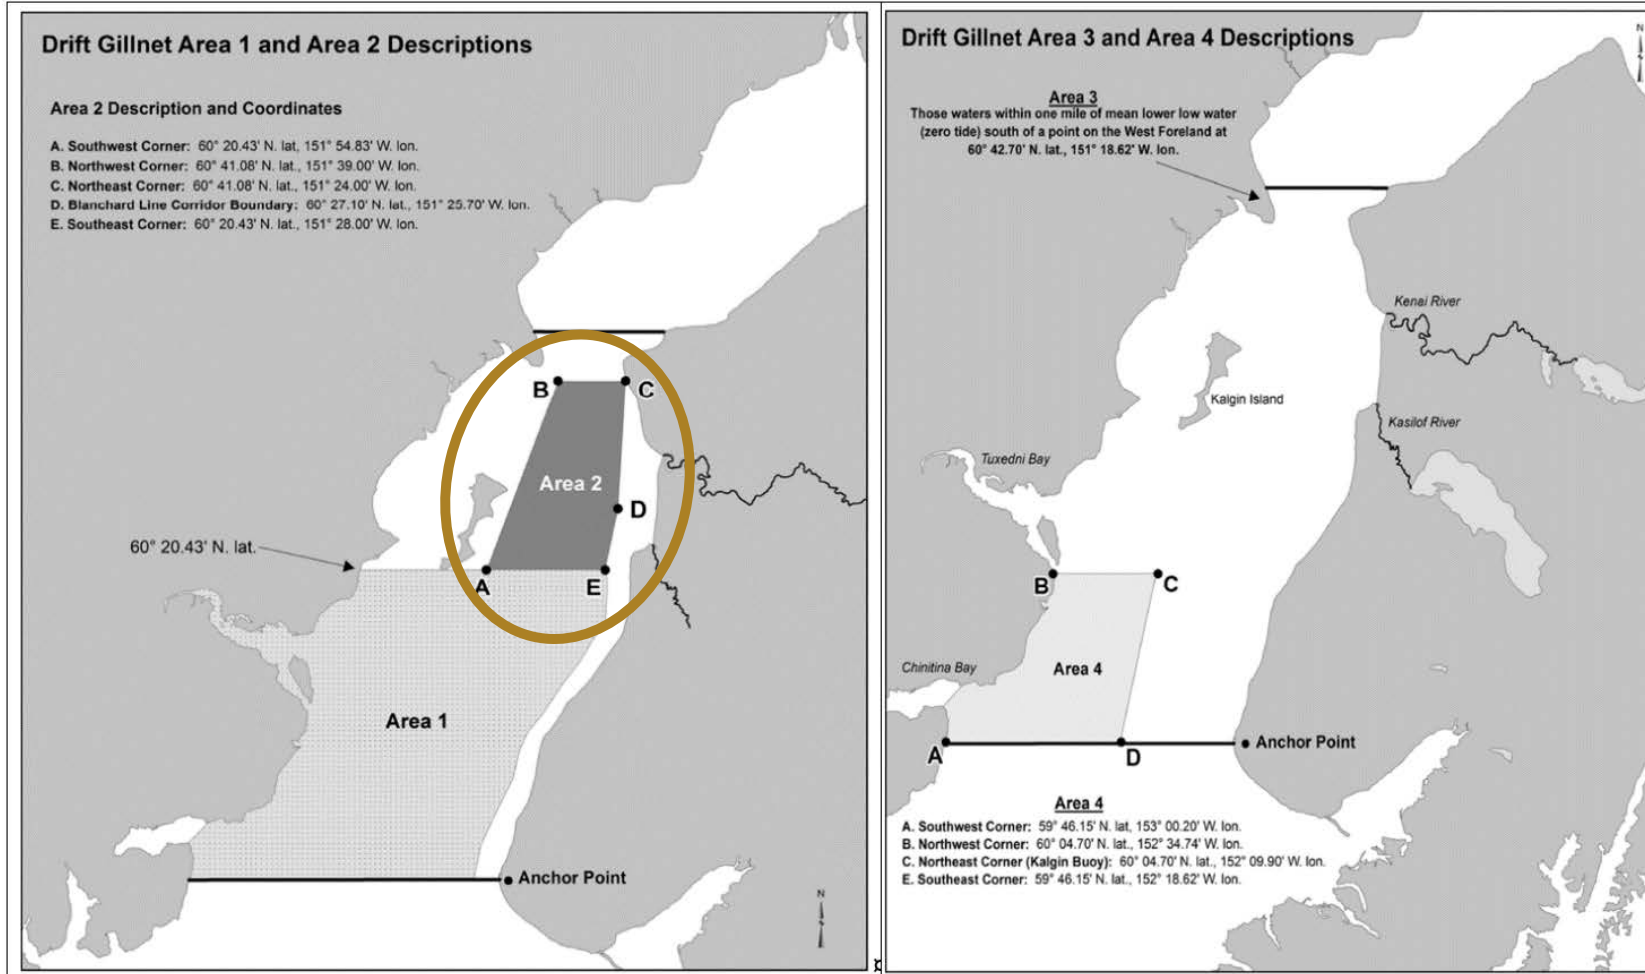 Drift Gillnet Area 1 and Area 2 Descriptions
Area 2 Description and Coordinates
A. Southwest Corner: 60° 20.43' N. lat, 151° 54.83' W. lon.
B. Northwest Corner: 60° 41.08' N. lat., 151° 39.00' W. lon.
C. Northeast Corner: 60° 41.08' N. lat., 151° 24.00' W. lon.
D. Blanchard Line Corridor Boundary: 60° 27.10' N. lat., 151° 25.70' W. lon.
E. Southeast Corner: 60° 20.43' N. lat., 151° 28.00' W. lon.
B
C
Area 2
D
60° 20.43' N. lat.
A
E
Area 1
Anchor Point
N
Drift Gillnet Area 3 and Area 4 Descriptions
N
Area 3
Those waters within one mile of mean lower low water
(zero tide) south of a point on the West Foreland at
60° 42.70' N. lat., 151° 18.62' W. lon.
Kenai River
Kalgin Island
Kasilof River
Tuxedni Bay
B
C
Chinitina Bay
Area 4
A
D
Anchor Point
Area 4
A. Southwest Corner: 59° 46.15' N. lat, 153° 00.20' W. lon.
B. Northwest Corner: 60° 04.70' N. lat., 152° 34.74' W. lon.
C. Northeast Corner (Kalgin Buoy): 60° 04.70' N. lat., 152° 09.90' W. lon.
E. Southeast Corner: 59° 46.15' N. lat., 152° 18.62' W. lon.